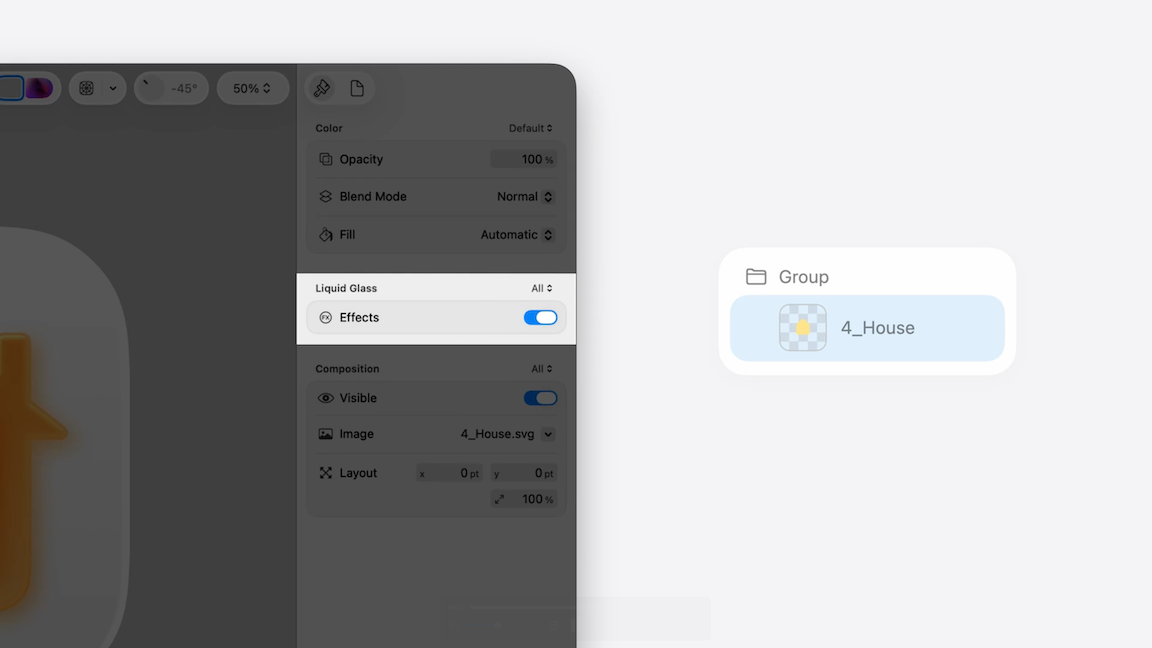 -45°
50%
Color Default
Opacity 100 %
Blend Mode Normal
Fill Automatic
Liquid Glass All
FX Effects
Composition All
Visible
Image 4_House.svg
Layout x 0 pt y 0 pt
100 %
Group
4_House